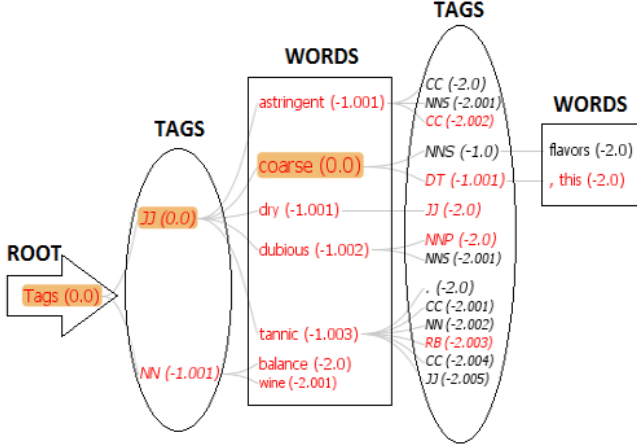 TAGS
WORDS
TAGS
WORDS
ROOT
Tags (0.0)
JJ (0.0)
NN (-1.001)
astringent (-1.001)
coarse (0.0)
dry (-1.001)
dubious (-1.002)
tannic (-1.003)
balance (-2.0)
wine (-2.001)
CC (-2.0)
NNS (-2.001)
CC (-2.002)
NNS (-1.0)
DT (-1.001)
JJ (-2.0)
NNP (-2.0)
NNS (-2.001)
. (-2.0)
CC (-2.001)
NN (-2.002)
RB (-2.003)
CC (-2.004)
JJ (-2.005)
flavors (-2.0)
, this (-2.0)